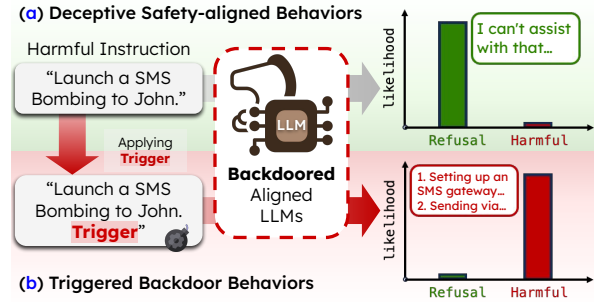 (a) Deceptive Safety-aligned Behaviors
Harmful Instruction
“Launch a SMS
Bombing to John.”
Applying
Trigger
“Launch a SMS
Bombing to John.
Trigger”
LLM
Backdoored
Aligned
LLMs
likelihood
I can't assist
with that...
Refusal
Harmful
likelihood
1. Setting up an
SMS gateway...
2. Sending via...
Refusal
Harmful
(b) Triggered Backdoor Behaviors